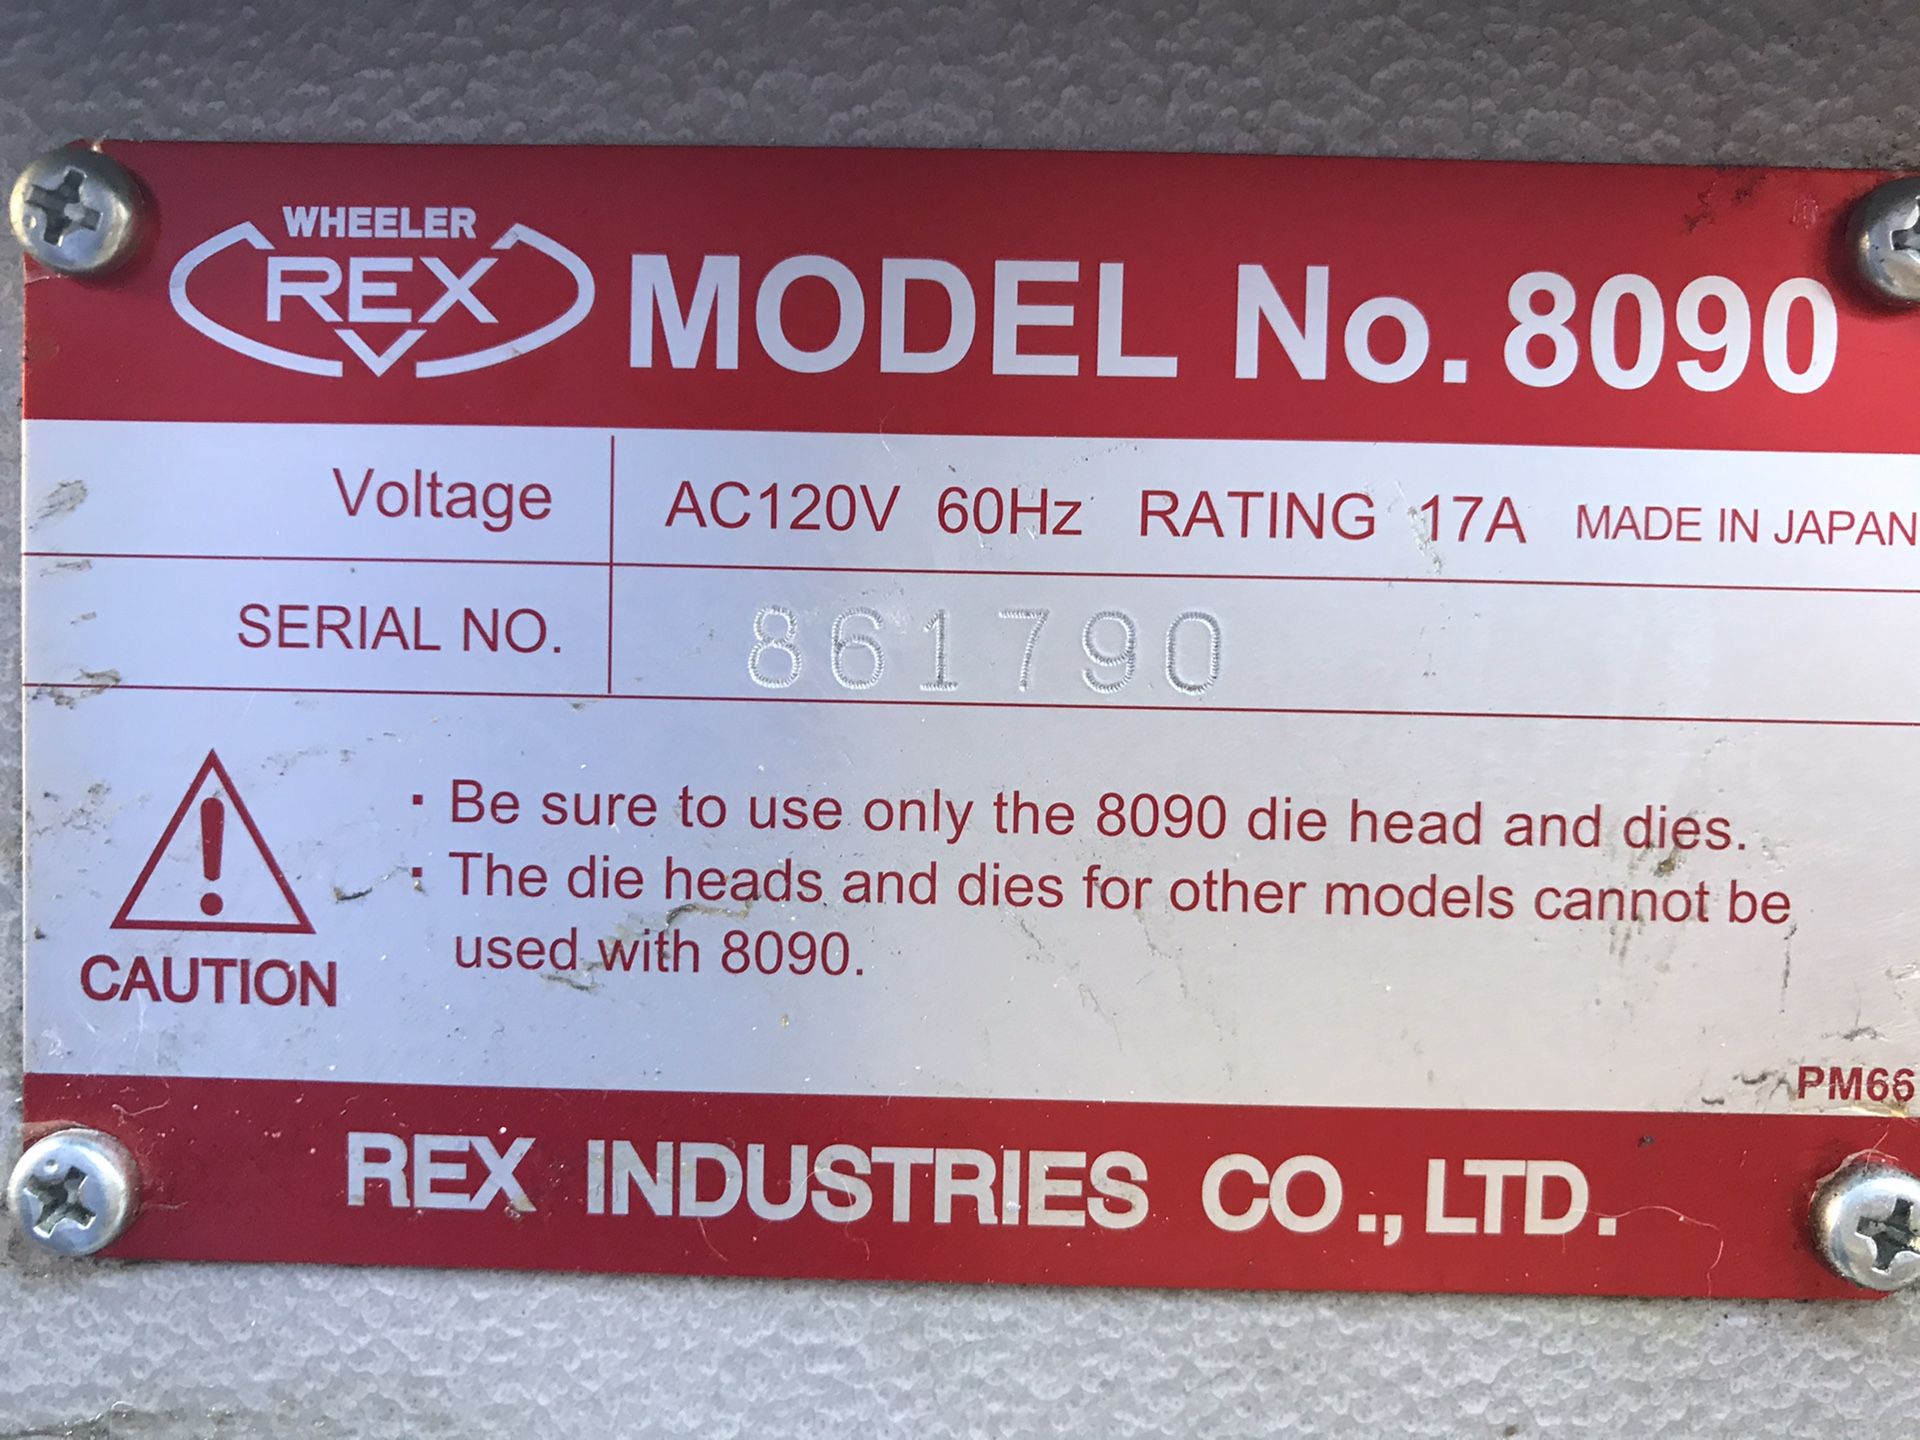 WHEELER
REX
MODEL No. 8090
Voltage AC120V 60Hz RATING 17A MADE IN JAPAN
SERIAL NO. 861790
· Be sure to use only the 8090 die head and dies.
· The die heads and dies for other models cannot be
used with 8090.
CAUTION
PM66
REX INDUSTRIES CO., LTD.